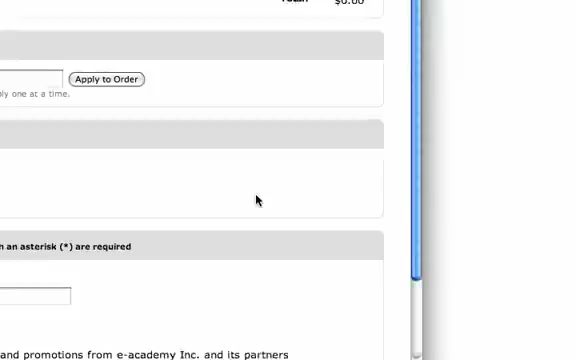 $0.00
Apply to Order
one at a time.
an asterisk (*) are required
and promotions from e-academy Inc. and its partners